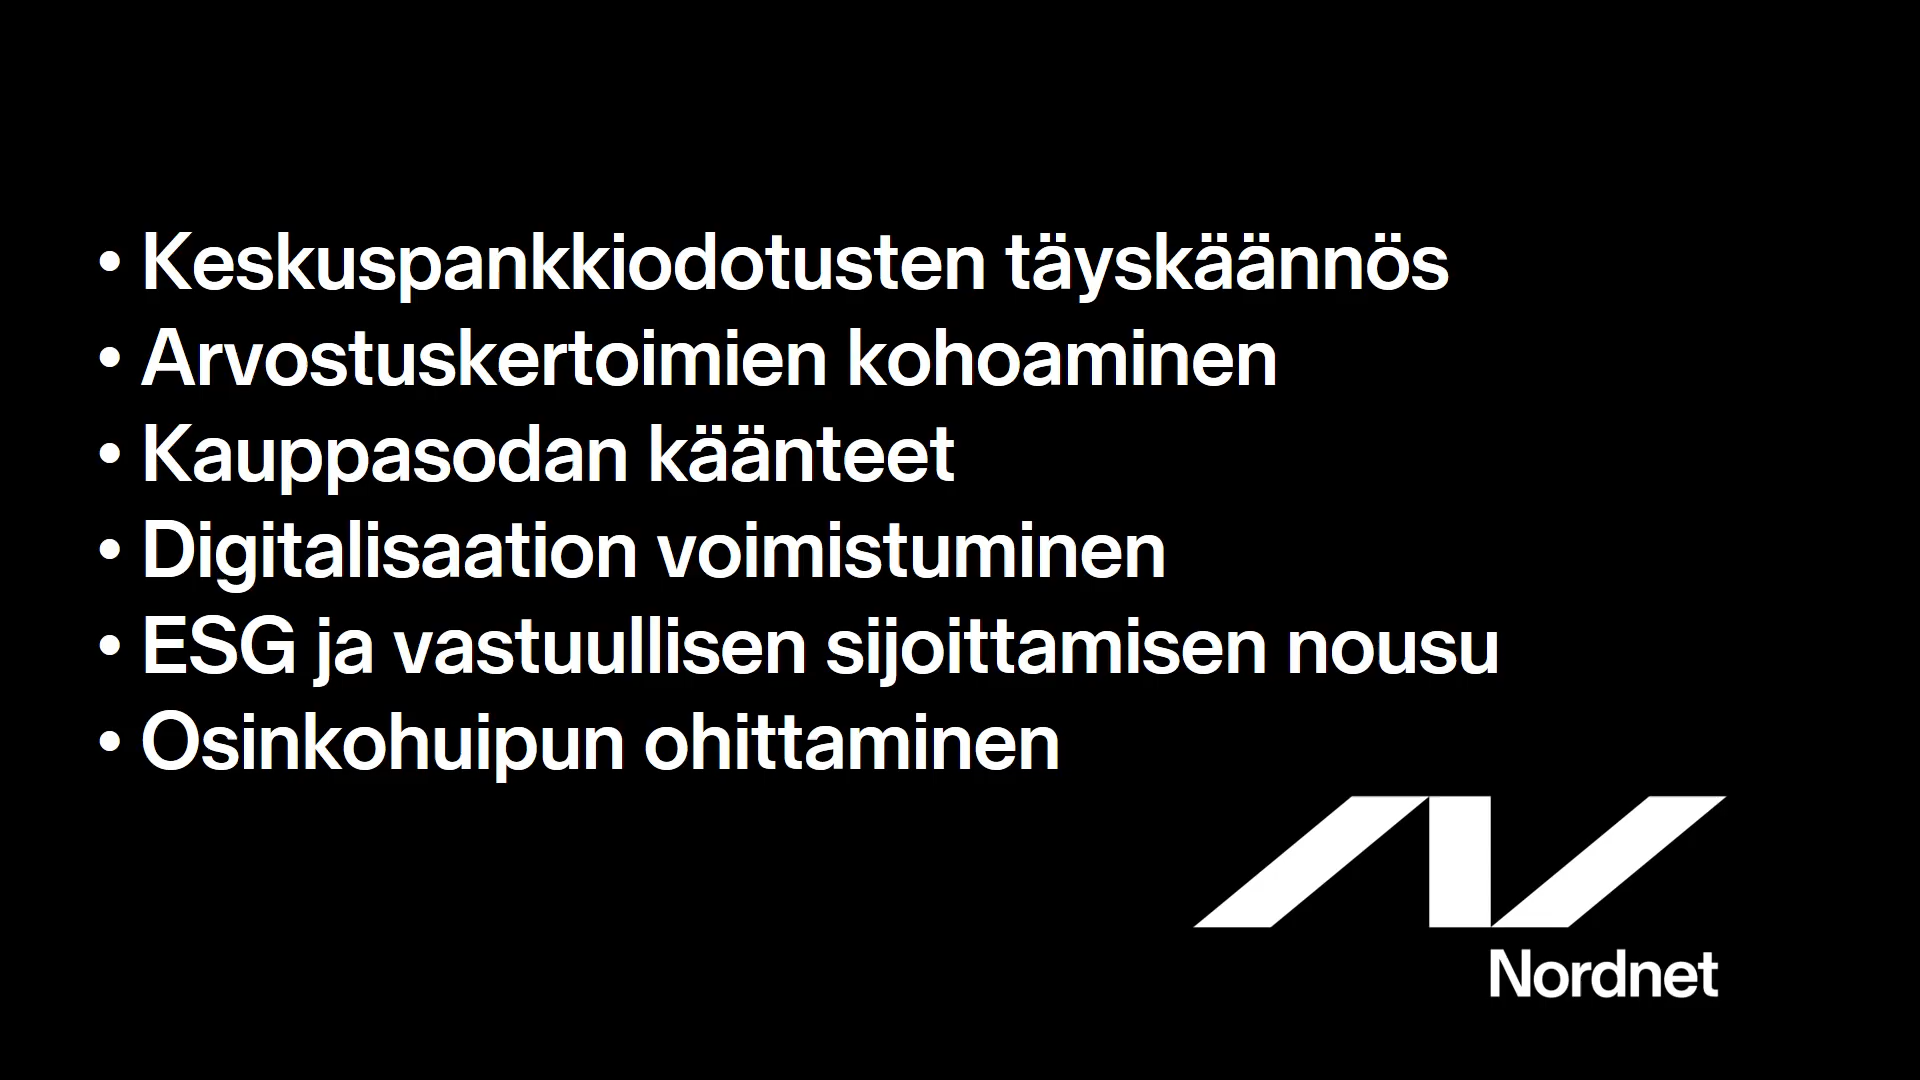 • Keskuspankkiodotusten täyskäännös
• Arvostuskertoimien kohoaminen
• Kauppasodan käänteet
• Digitalisaation voimistuminen
• ESG ja vastuullisen sijoittamisen nousu
• Osinkohuipun ohittaminen
Nordnet